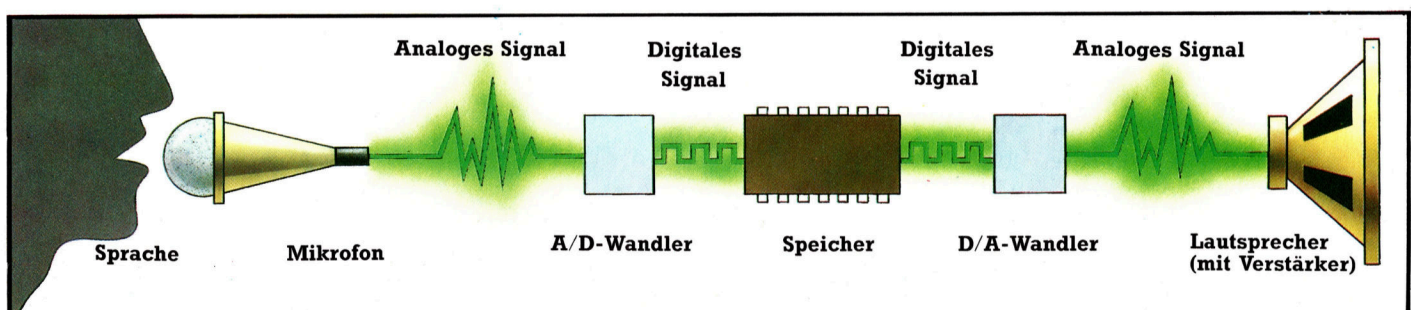 Analoges Signal
Digitales
Signal
Digitales
Signal
Analoges Signal
Sprache
Mikrofon
A/D-Wandler
Speicher
D/A-Wandler
Lautsprecher
(mit Verstärker)